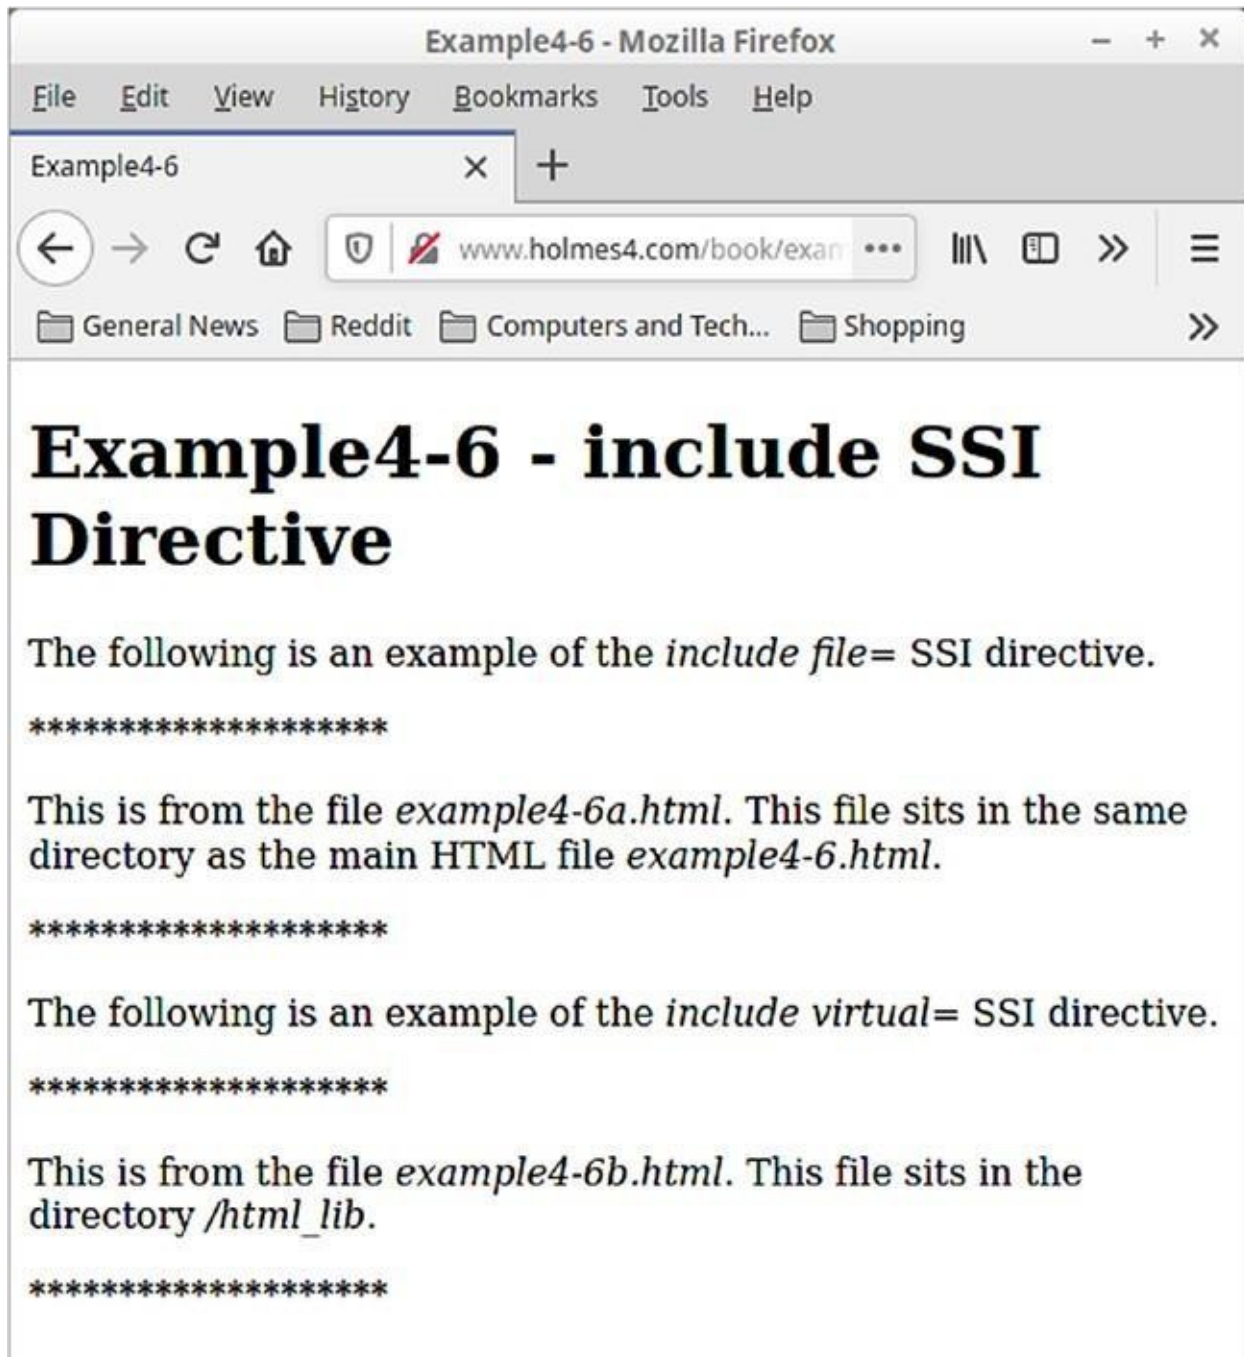 Example4-6 - Mozilla Firefox
File Edit View History Bookmarks Tools Help
Example4-6
www.holmes4.com/book/exam
General News Reddit Computers and Tech... Shopping
Example4-6 - include SSI
Directive
The following is an example of the include file= SSI directive.
********************
This is from the file example4-6a.html. This file sits in the same
directory as the main HTML file example4-6.html.
********************
The following is an example of the include virtual= SSI directive.
********************
This is from the file example4-6b.html. This file sits in the
directory /html_lib.
********************